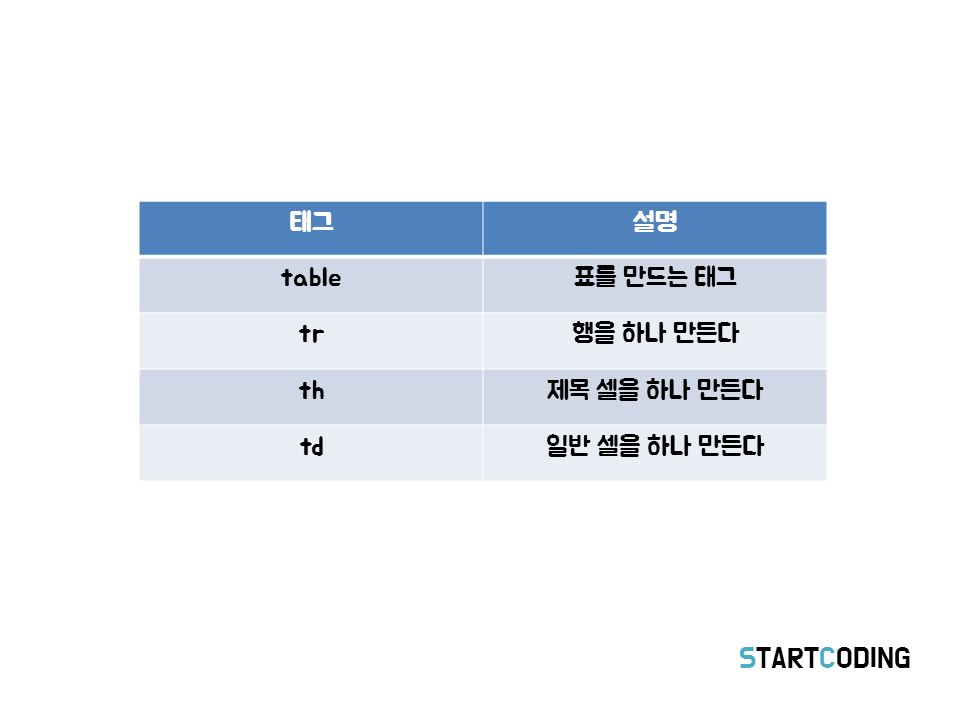 태그 설명
table 표를 만드는 태그
tr 행을 하나 만든다
th 제목 셀을 하나 만든다
td 일반 셀을 하나 만든다
STARTCODING